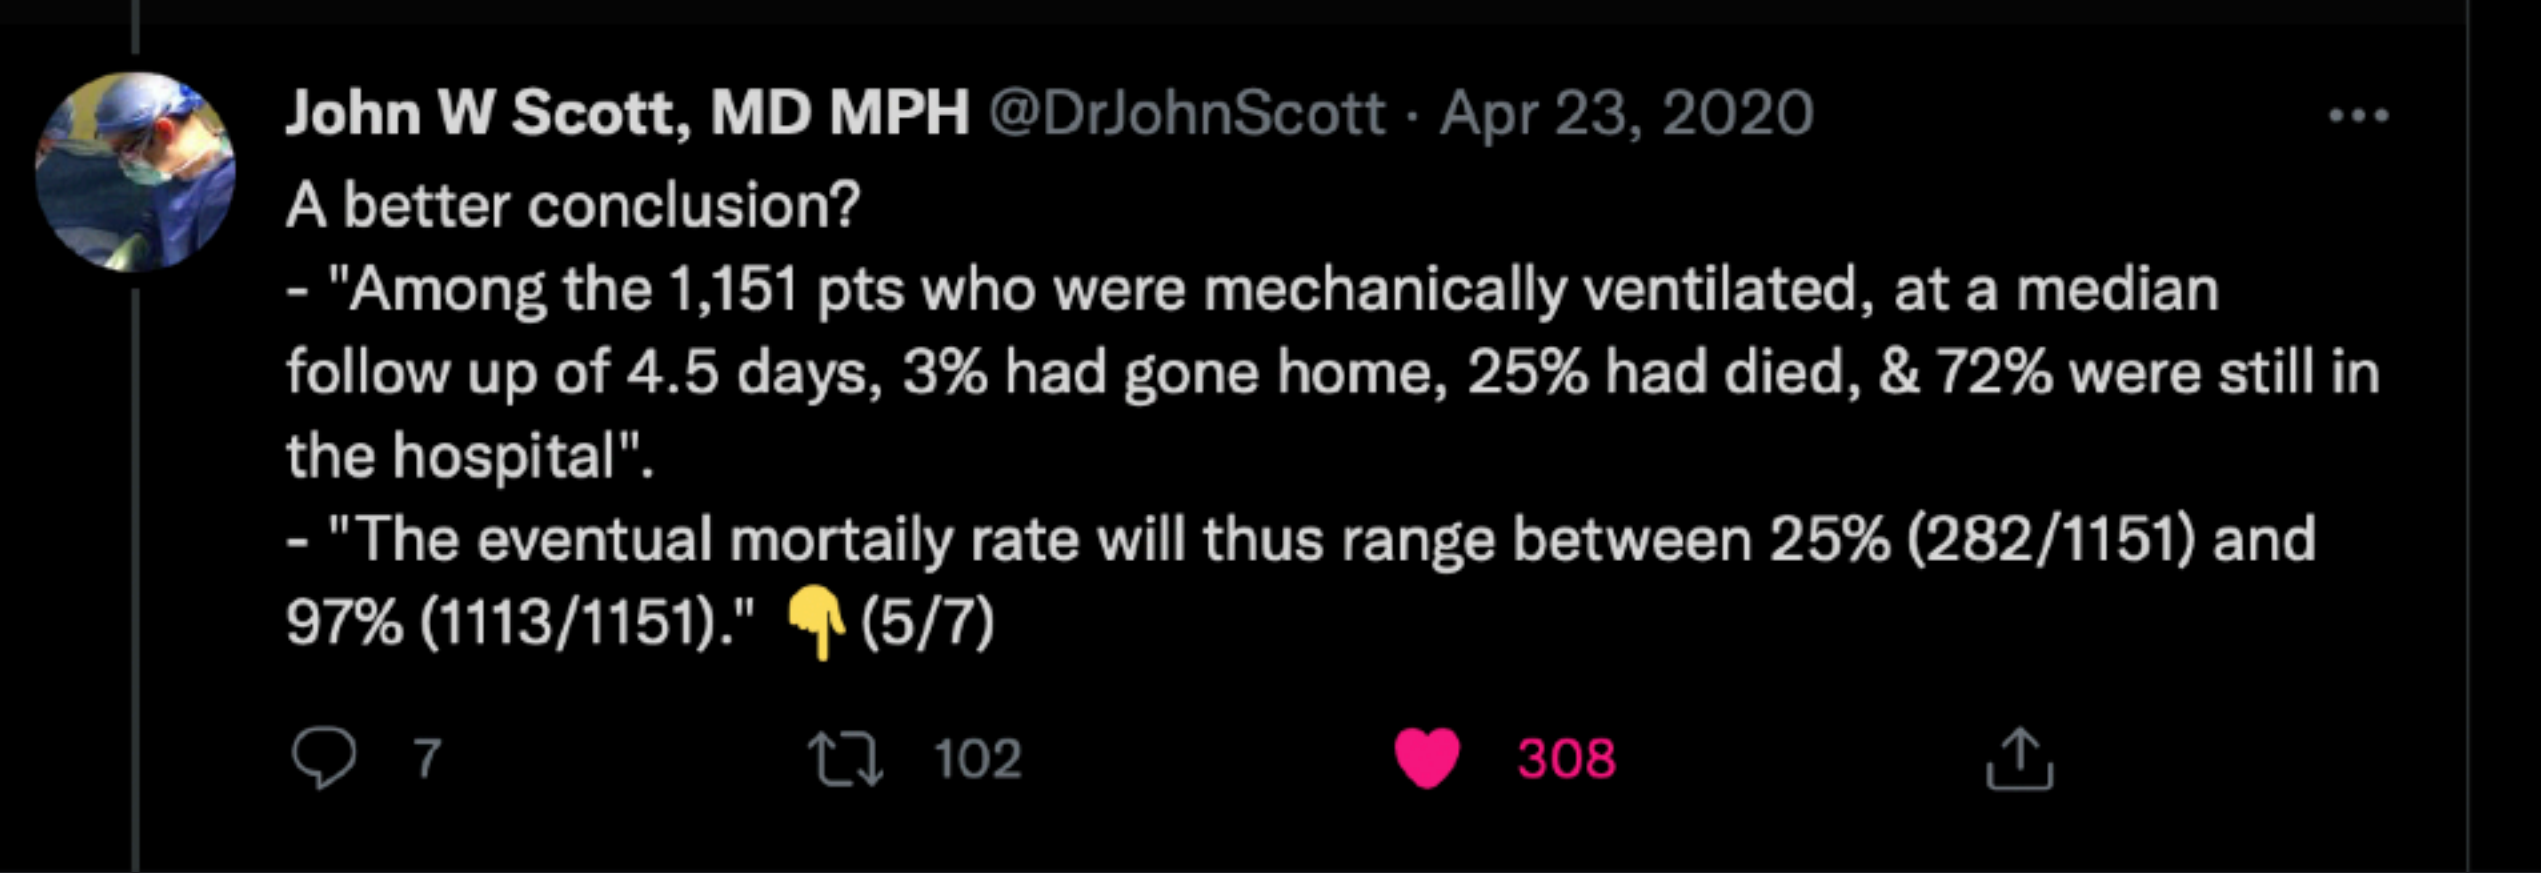 John W Scott, MD MPH @DrJohnScott · Apr 23, 2020
A better conclusion?
- "Among the 1,151 pts who were mechanically ventilated, at a median
follow up of 4.5 days, 3% had gone home, 25% had died, & 72% were still in
the hospital".
- "The eventual mortaily rate will thus range between 25% (282/1151) and
97% (1113/1151)." 👇 (5/7)
7 102 308